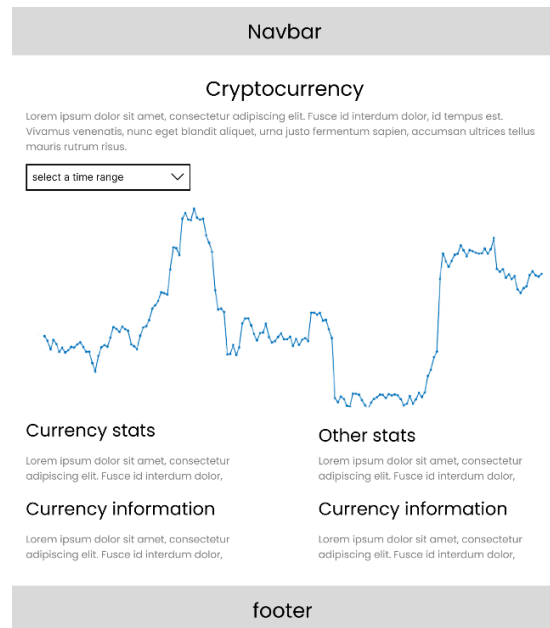 Navbar
Cryptocurrency
Lorem ipsum dolor sit amet, consectetur adipiscing elit. Fusce id interdum dolor, id tempus est.
Vivamus venenatis, nunc eget blandit aliquet, urna justo fermentum sapien, accumsan ultrices tellus
mauris rutrum risus.
select a time range
Currency stats
Lorem ipsum dolor sit amet, consectetur
adipiscing elit. Fusce id interdum dolor,
Other stats
Lorem ipsum dolor sit amet, consectetur
adipiscing elit. Fusce id interdum dolor,
Currency information
Lorem ipsum dolor sit amet, consectetur
adipiscing elit. Fusce id interdum dolor,
Currency information
Lorem ipsum dolor sit amet, consectetur
adipiscing elit. Fusce id interdum dolor,
footer